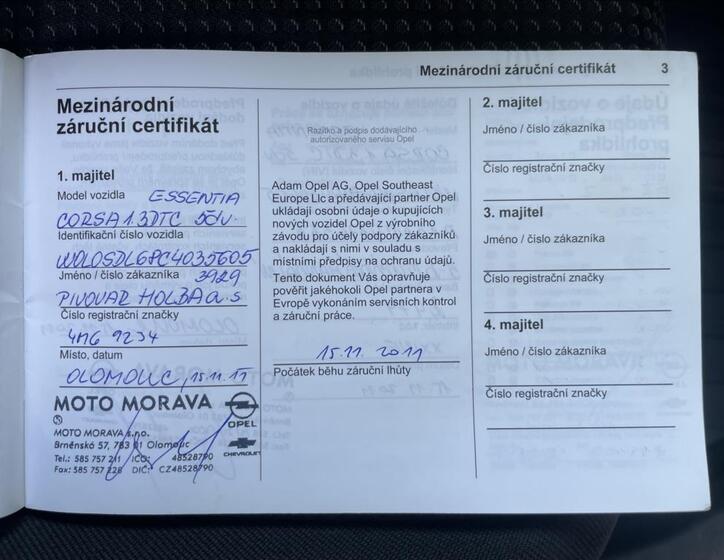 Mezinárodní záruční certifikát 3
Mezinárodní
záruční certifikát
1. majitel
Model vozidla ESSENTIA
CORSA 1.3DTC 5dv.
Identifikační číslo vozidla
W0L0SDL68C4035605
Jméno / číslo zákazníka 3929
PIVOVAR HOLBA a.s
Číslo registrační značky
4M6 9234
Místo, datum
OLOMOUC, 15.11.11
MOTO MORAVA
MOTO MORAVA s.r.o.
OPEL
Brněnská 57, 783 01 Olomouc
Tel.: 585 757 211 IČO: 48528790
CHEVROLET
Fax: 585 757 228 DIČ: CZ48528790
Razítko a podpis dodávajícího
autorizovaného servisu Opel
Adam Opel AG, Opel Southeast
Europe Llc a předávající partner Opel
ukládají osobní údaje o kupujících
nových vozidel Opel z výrobního
závodu pro účely podpory zákazníků
a nakládají s nimi v souladu s
místními předpisy na ochranu údajů.
Tento dokument Vás opravňuje
pověřit jakéhokoli Opel partnera v
Evropě vykonáním servisních kontrol
a záruční práce.
15.11. 2011
Počátek běhu záruční lhůty
2. majitel
Jméno / číslo zákazníka
Číslo registrační značky
3. majitel
Jméno / číslo zákazníka
Číslo registrační značky
4. majitel
Jméno / číslo zákazníka
Číslo registrační značky